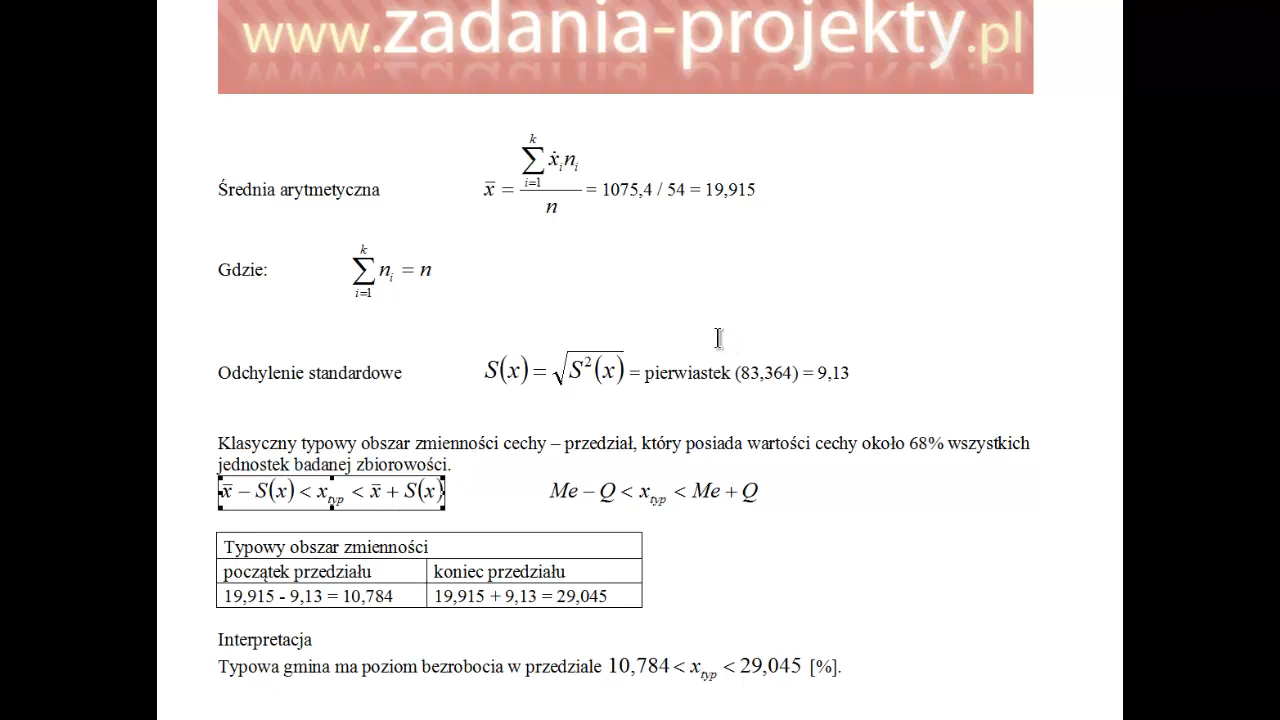 www.zadania-projekty.pl
Średnia arytmetyczna x̄ = \frac{\sum_{i=1}^{k} ẋ_i n_i}{n} = 1075,4 / 54 = 19,915
Gdzie: \sum_{i=1}^{k} n_i = n
Odchylenie standardowe S(x) = √S²(x) = pierwiastek (83,364) = 9,13
Klasyczny typowy obszar zmienności cechy – przedział, który posiada wartości cechy około 68% wszystkich
jednostek badanej zbiorowości.
x̄ − S(x) < x_typ < x̄ + S(x) Me − Q < x_typ < Me + Q
Typowy obszar zmienności
początek przedziału koniec przedziału
19,915 - 9,13 = 10,784 19,915 + 9,13 = 29,045
Interpretacja
Typowa gmina ma poziom bezrobocia w przedziale 10,784 < x_typ < 29,045 [%].